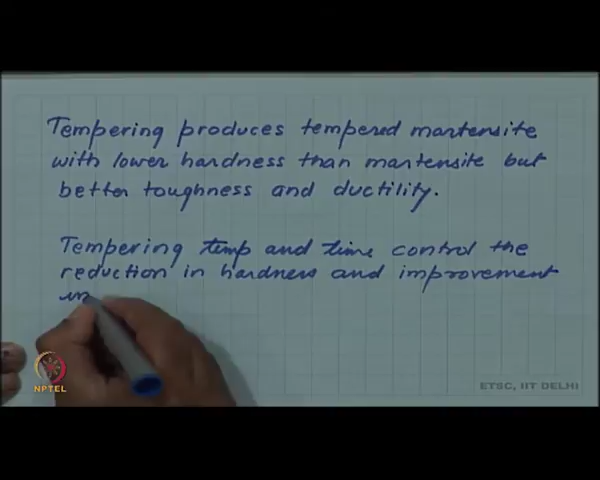 Tempering produces tempered martensite
with lower hardness than martensite but
better toughness and ductility.
Tempering temp and time control the
reduction in hardness and improvement
in
NPTEL
ETSC, IIT DELHI